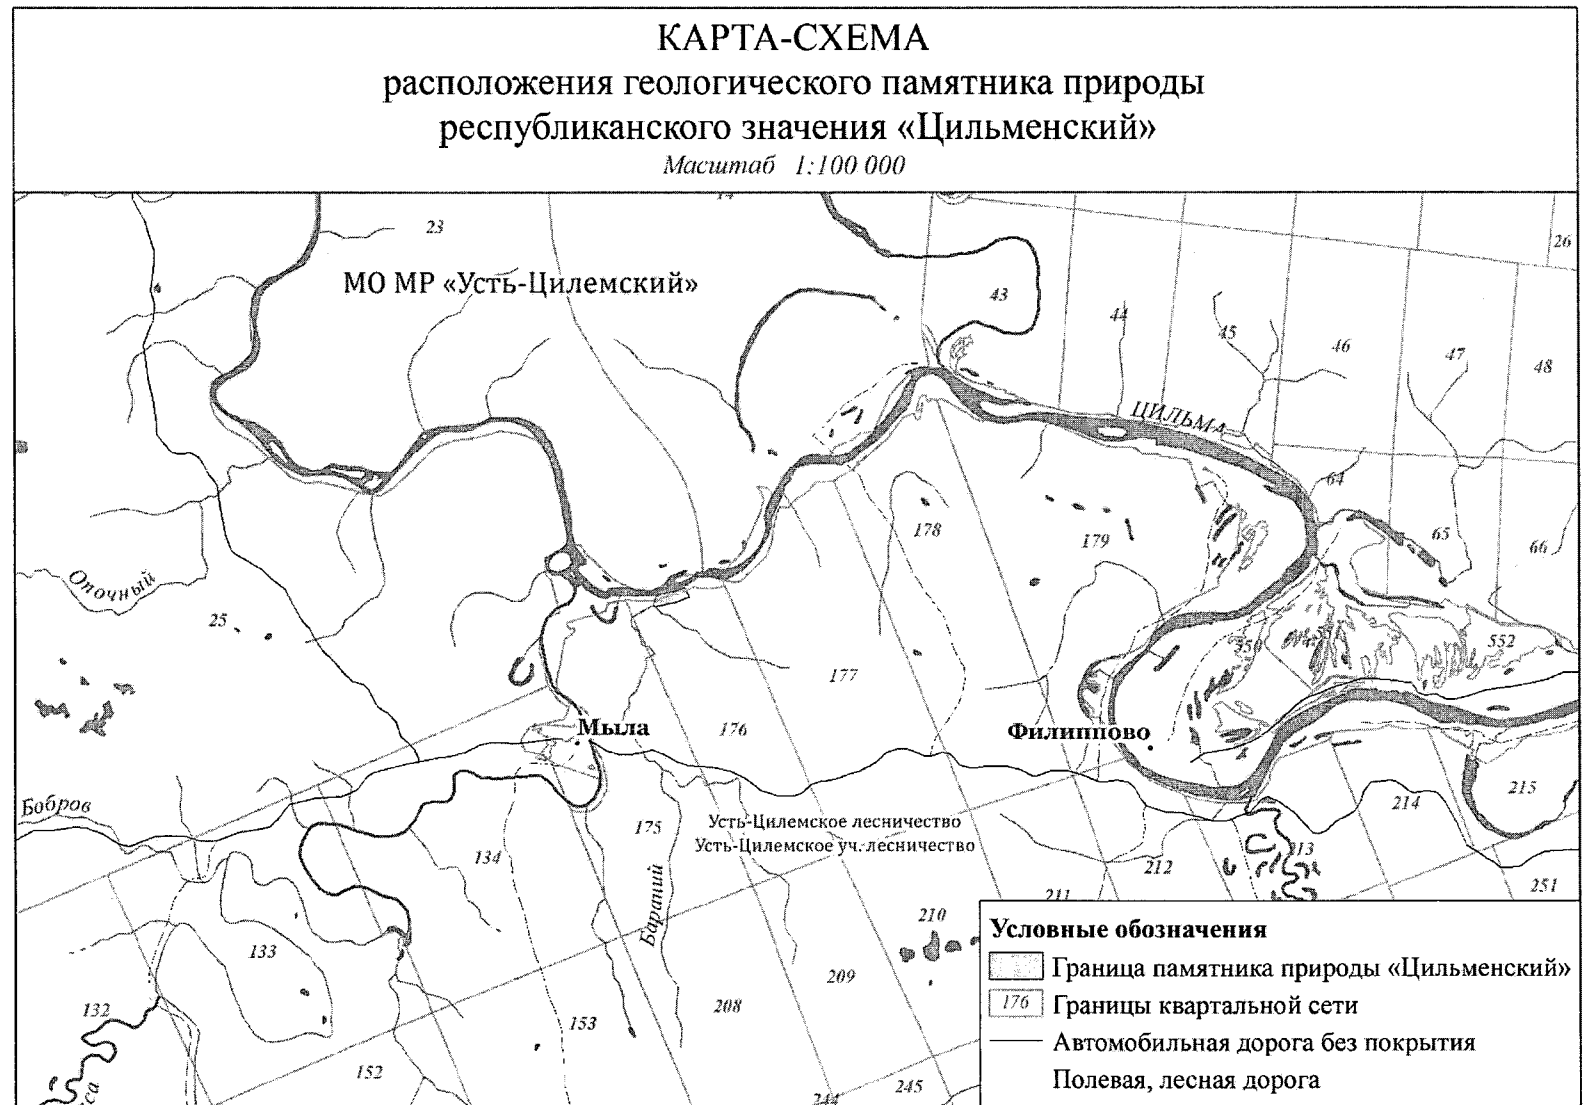 КАРТА-СХЕМА
расположения геологического памятника природы
республиканского значения «Цильменский»
Масштаб 1:100 000
23
26
МО МР «Усть-Цилемский»
43
44
45
46
47
48
ЦИЛЬМА
64
178
179
65
66
Опочный
25
552
177
Мыла
176
Филиппово
Бобров
175
Усть-Цилемское лесничество
Усть-Цилемское уч. лесничество
134
214
215
212
213
211
251
Бараний
210
133
209
132
208
153
152
244
245
Условные обозначения
Граница памятника природы «Цильменский»
176 Границы квартальной сети
Автомобильная дорога без покрытия
Полевая, лесная дорога